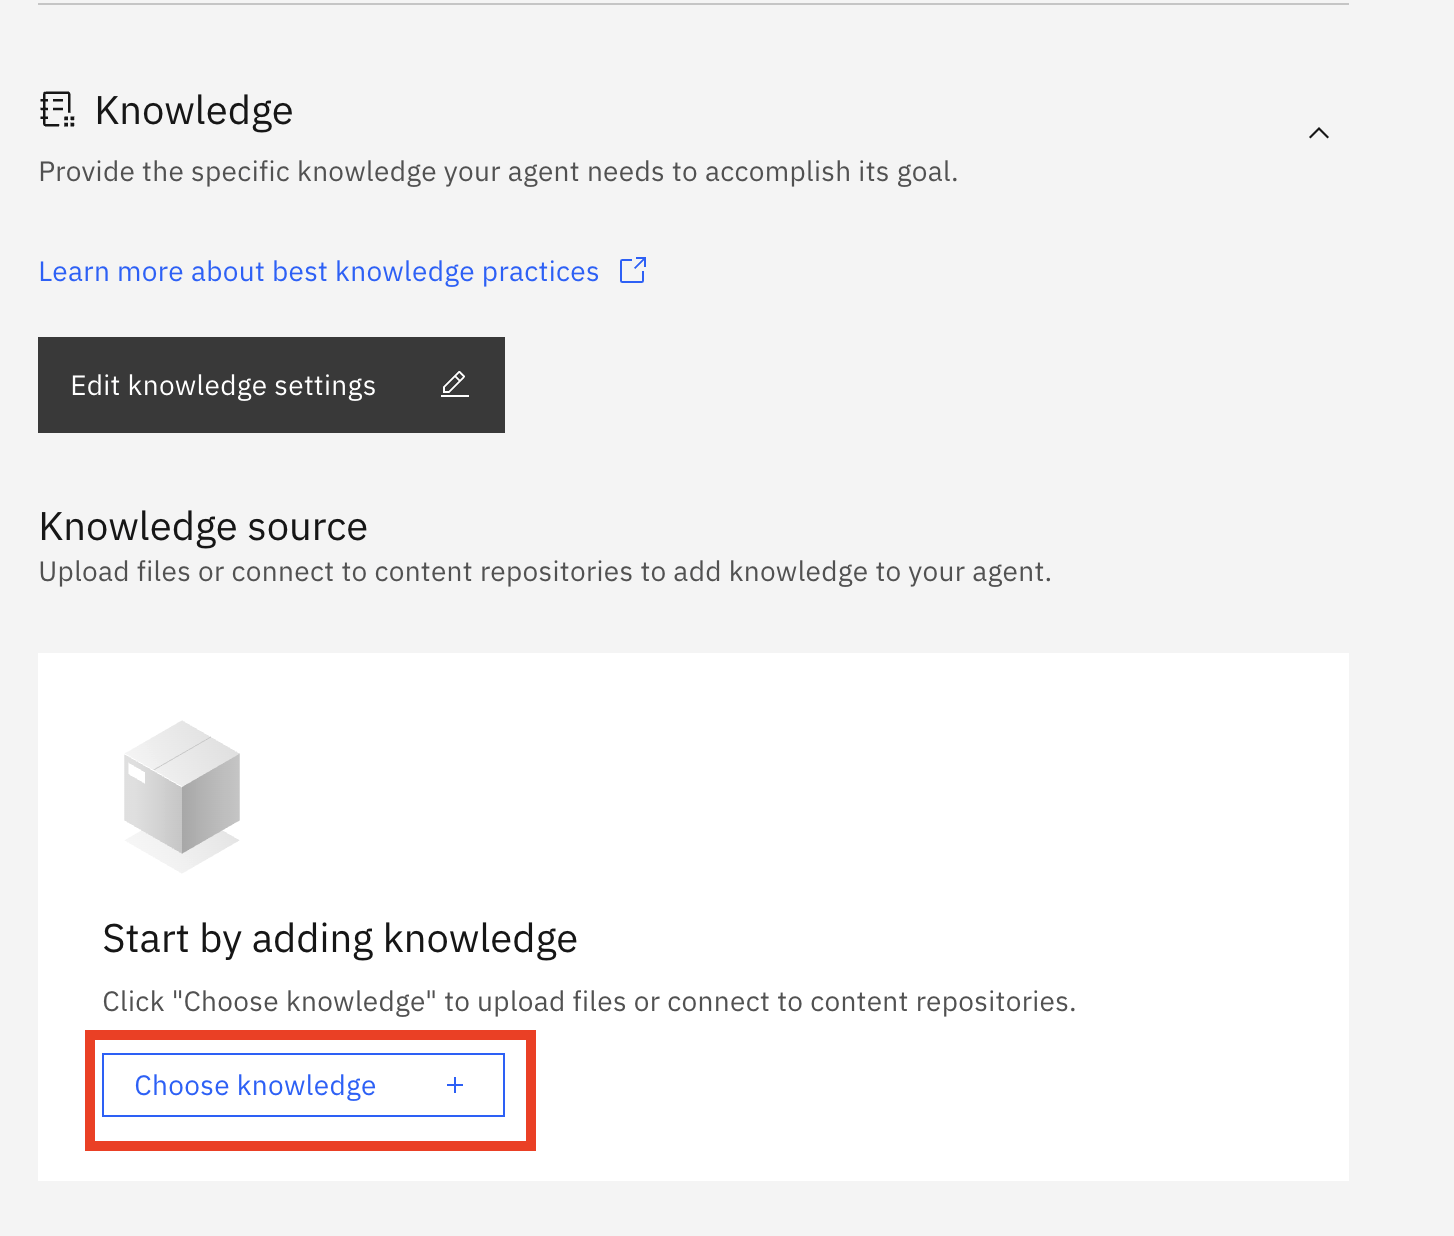 Knowledge
Provide the specific knowledge your agent needs to accomplish its goal.
Learn more about best knowledge practices
Edit knowledge settings
Knowledge source
Upload files or connect to content repositories to add knowledge to your agent.
Start by adding knowledge
Click "Choose knowledge" to upload files or connect to content repositories.
Choose knowledge +